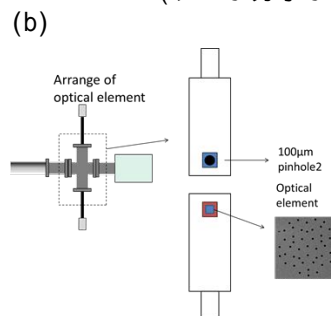 (b)
Arrange of
optical element
100μm
pinhole2
Optical
element